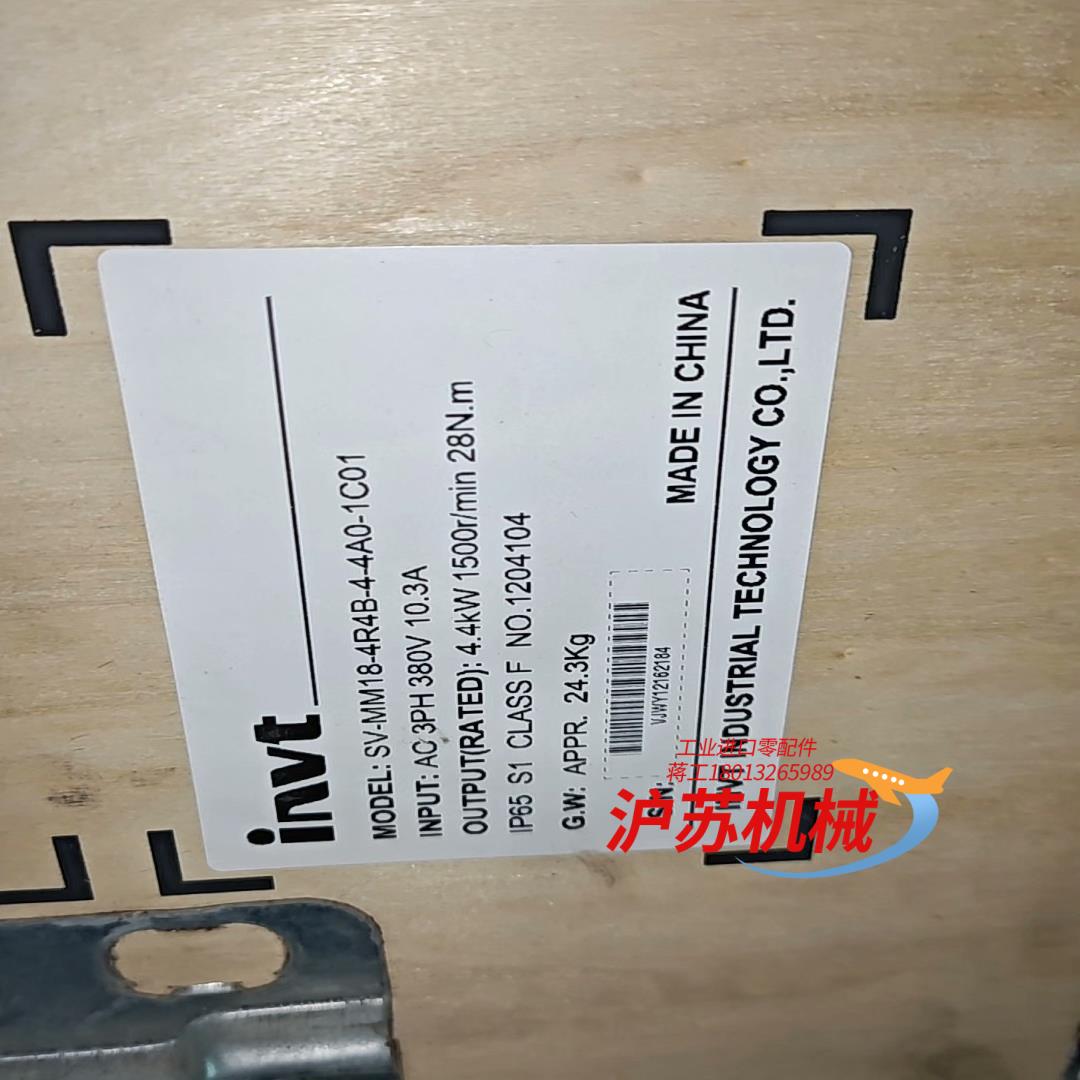 invt
MODEL: SV-MM18-4R4B-4-4A0-1C01
INPUT: AC 3PH 380V 10.3A
OUTPUT(RATED): 4.4kW 1500r/min 28N.m
IP65 S1 CLASS F NO.1204104
G.W: APPR. 24.3Kg
VJWY12162184
S/N.
MADE IN CHINA
INVT INDUSTRIAL TECHNOLOGY CO.,LTD.
工业进口零配件
蒋工18013265989
沪苏机械